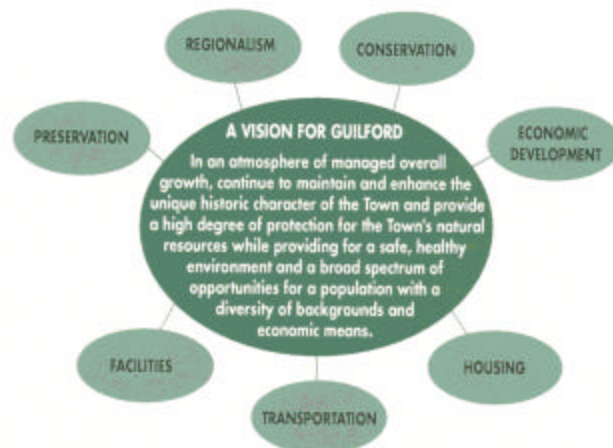 REGIONALISM
CONSERVATION
PRESERVATION
ECONOMIC
DEVELOPMENT
A VISION FOR GUILFORD
In an atmosphere of managed overall
growth, continue to maintain and enhance the
unique historic character of the Town and provide
a high degree of protection for the Town's natural
resources while providing for a safe, healthy
environment and a broad spectrum of
opportunities for a population with a
diversity of backgrounds and
economic means.
FACILITIES
HOUSING
TRANSPORTATION